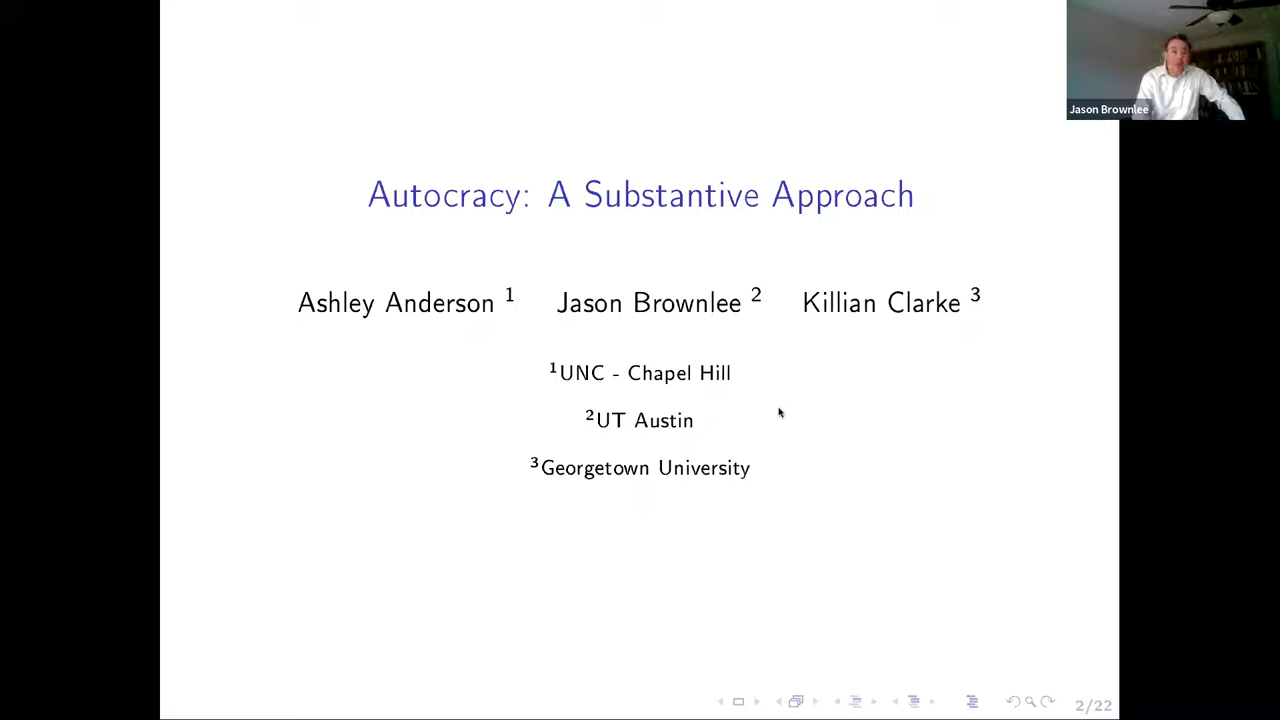 Jason Brownlee
Autocracy: A Substantive Approach
Ashley Anderson 1 Jason Brownlee 2 Killian Clarke 3
1UNC - Chapel Hill
2UT Austin
3Georgetown University
2/22